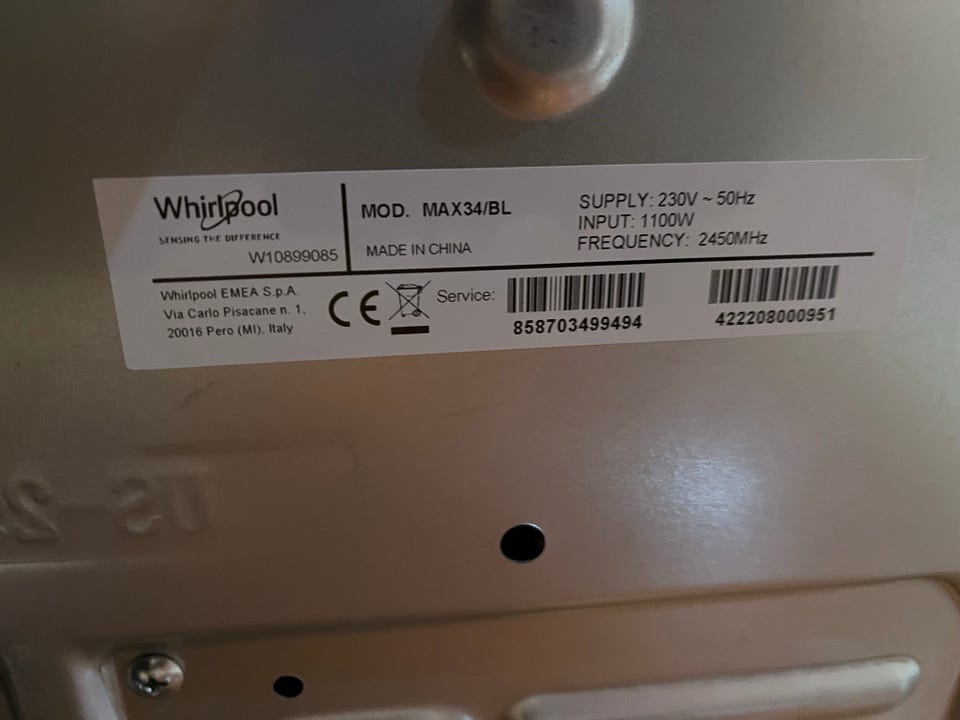 Whirlpool
SENSING THE DIFFERENCE
W10899085
MOD. MAX34/BL
MADE IN CHINA
SUPPLY: 230V ~ 50Hz
INPUT: 1100W
FREQUENCY: 2450MHz
Whirlpool EMEA S.p.A.
Via Carlo Pisacane n. 1,
20016 Pero (MI), Italy
CE
Service:
858703499494
422208000951